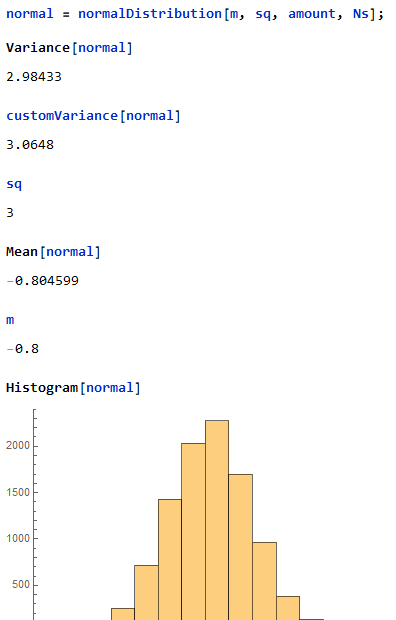 normal = normalDistribution[m, sq, amount, Ns];
Variance[normal]
2.98433
customVariance[normal]
3.0648
sq
3
Mean[normal]
-0.804599
m
-0.8
Histogram[normal]
2000
1500
1000
500